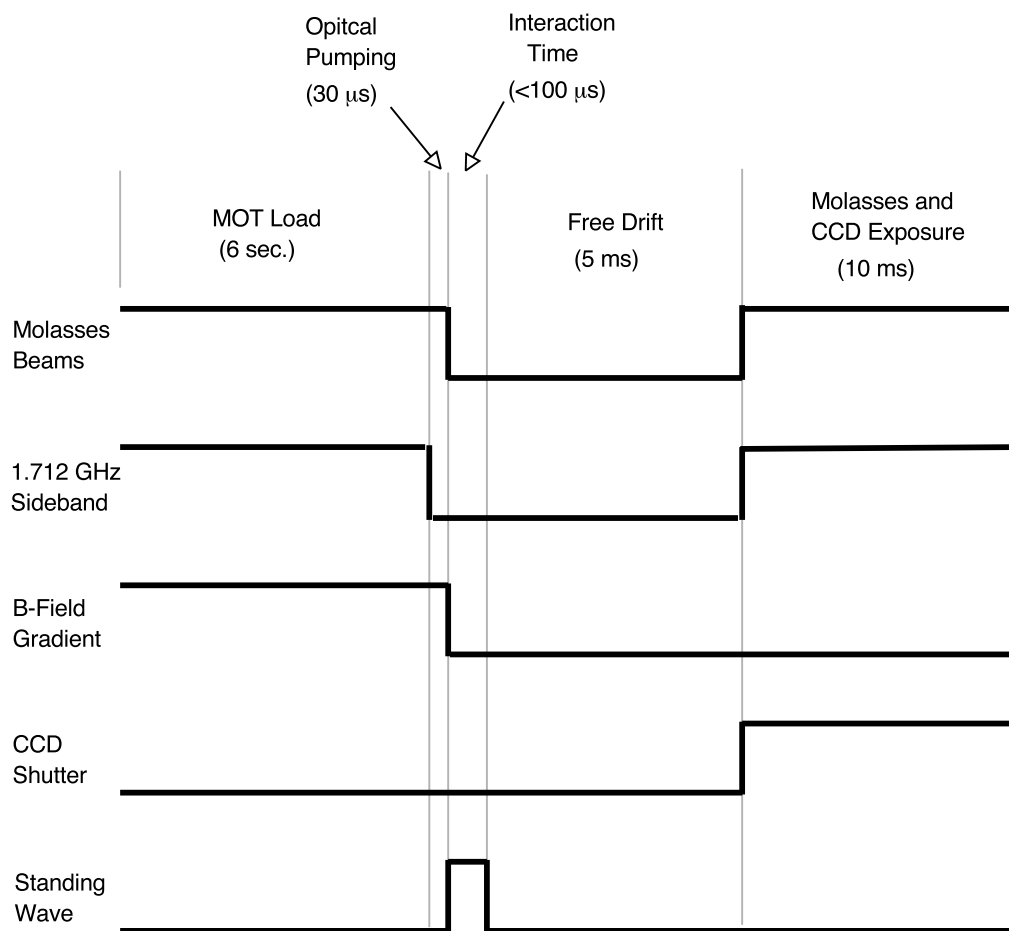 Opitcal
Pumping
(30 μs)
Interaction
Time
(<100 μs)
MOT Load
(6 sec.)
Free Drift
(5 ms)
Molasses and
CCD Exposure
(10 ms)
Molasses
Beams
1.712 GHz
Sideband
B-Field
Gradient
CCD
Shutter
Standing
Wave